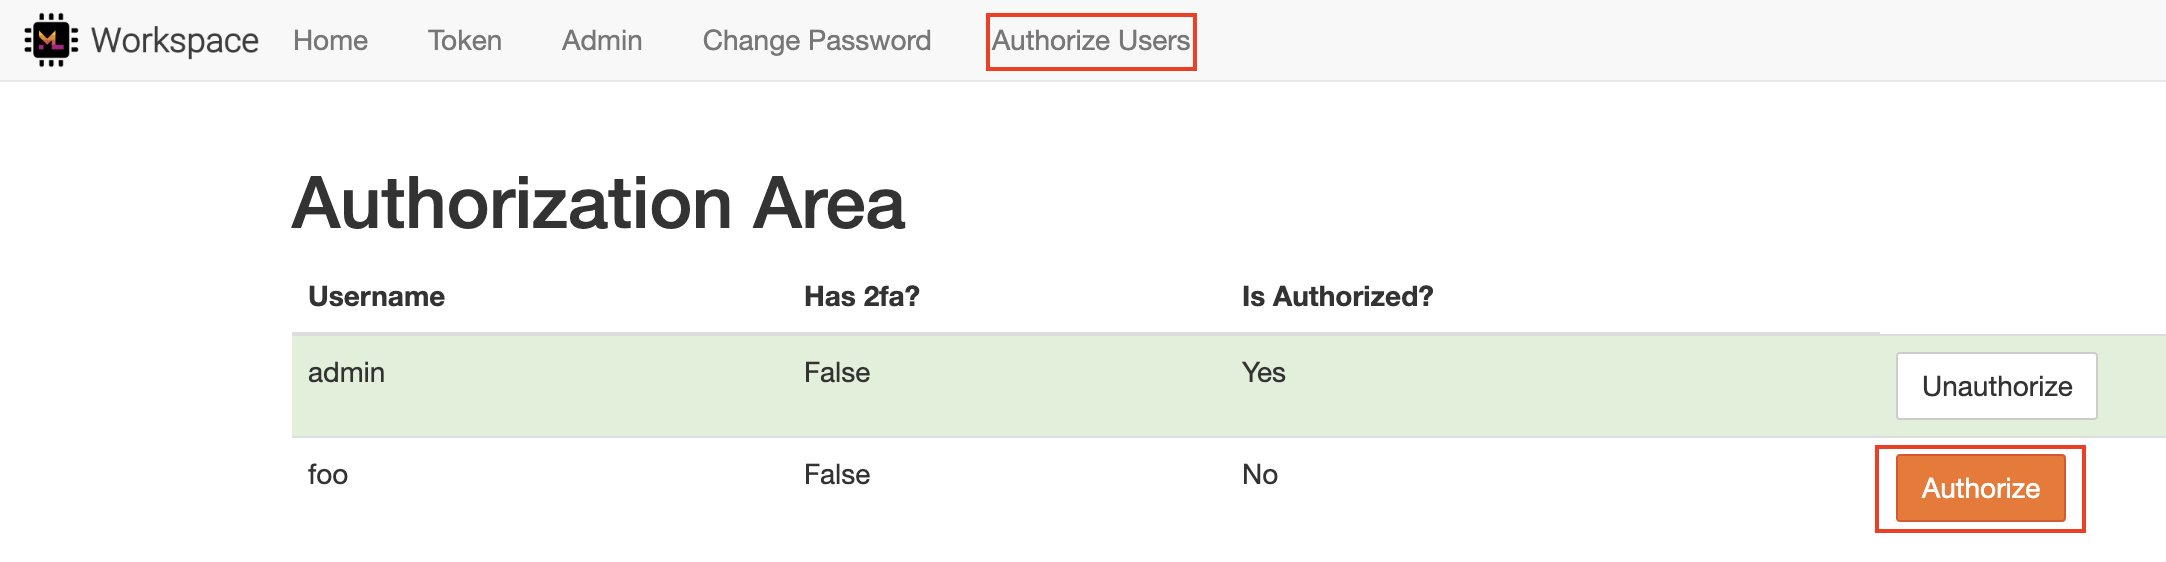 Workspace Home Token Admin Change Password Authorize Users
Authorization Area
Username Has 2fa? Is Authorized?
admin False Yes Unauthorize
foo False No Authorize